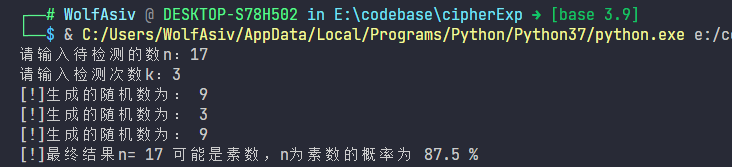 ┌──# WolfAsiv @ DESKTOP-S78H502 in E:\codebase\cipherExp → [base 3.9]
└──$ & C:/Users/WolfAsiv/AppData/Local/Programs/Python/Python37/python.exe e:/c
请输入待检测的数n：17
请输入检测次数k：3
[!]生成的随机数为： 9
[!]生成的随机数为： 3
[!]生成的随机数为： 9
[!]最终结果n= 17 可能是素数，n为素数的概率为 87.5 %